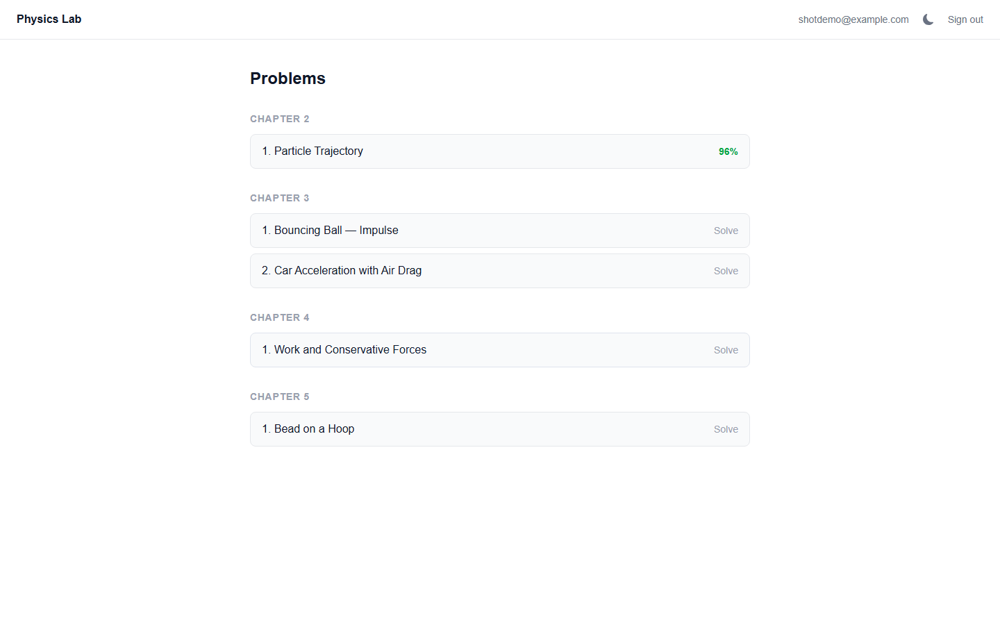 Physics Lab
shotdemo@example.com
Sign out
Problems
CHAPTER 2
1. Particle Trajectory 96%
CHAPTER 3
1. Bouncing Ball — Impulse Solve
2. Car Acceleration with Air Drag Solve
CHAPTER 4
1. Work and Conservative Forces Solve
CHAPTER 5
1. Bead on a Hoop Solve